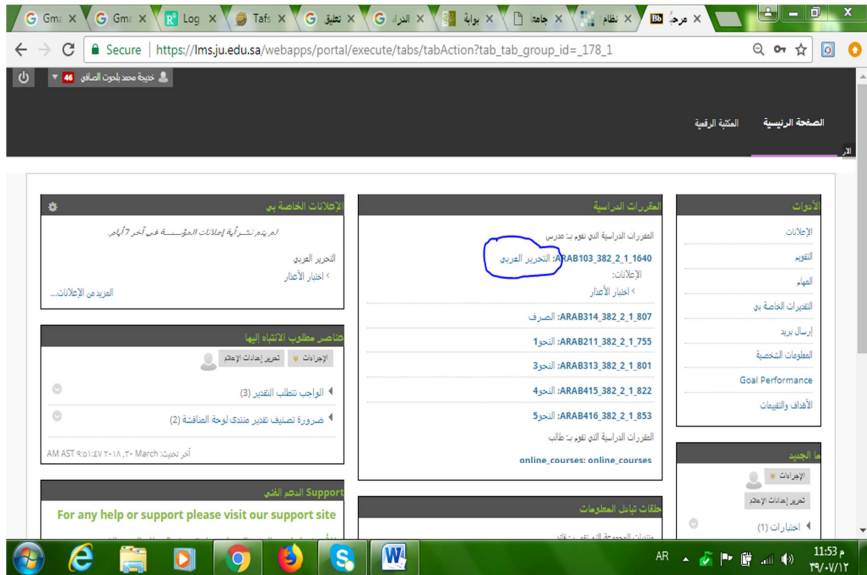 Gm
Gm
Log
Tafs
تعليق
الدرا
بوابة
جامعة
نظام
مرح
Secure | https://lms.ju.edu.sa/webapps/portal/execute/tabs/tabAction?tab_tab_group_id=_178_1
خديجة محمد بلحوت الصافي 46
الصفحة الرئيسية
المكتبة الرقمية
الأدوات
الإعلانات
التقويم
المهام
التقديرات الخاصة بي
إرسال بريد
المعلومات الشخصية
Goal Performance
الأهداف والتقييمات
ما الجديد
الإجراءات
تحرير إعدادات الإعلام
اختبارات (1)
المقررات الدراسية
المقررات الدراسية التي تقوم بـ: مدرس
ARAB103_382_2_1_1640: التحرير العربي
الإعلانات:
› اختبار الأعذار
ARAB314_382_2_1_807: الصرف
ARAB211_382_2_1_755: النحو1
ARAB313_382_2_1_801: النحو3
ARAB415_382_2_1_822: النحو4
ARAB416_382_2_1_853: النحو5
المقررات الدراسية التي تقوم بـ: طالب
online_courses: online_courses
حلقات تبادل المعلومات
الإعلانات الخاصة بي
لم يتم نشر أية إعلانات المؤسسة في آخر 7 أيام.
التحرير العربي
› اختبار الأعذار
المزيد من الإعلانات...
عناصر مطلوب الانتباه إليها
الإجراءات
تحرير إعدادات الإعلام
الواجب تتطلب التقدير (3)
ضرورة تصنيف تقدير منتدى لوحة المناقشة (2)
آخر تحديث: March ٣٠, ٢٠١٨ ٩:٥١:٤٧ AM AST
Support الدعم الفني
For any help or support please visit our support site
AR
11:53 م
٣٩/٠٧/١٢